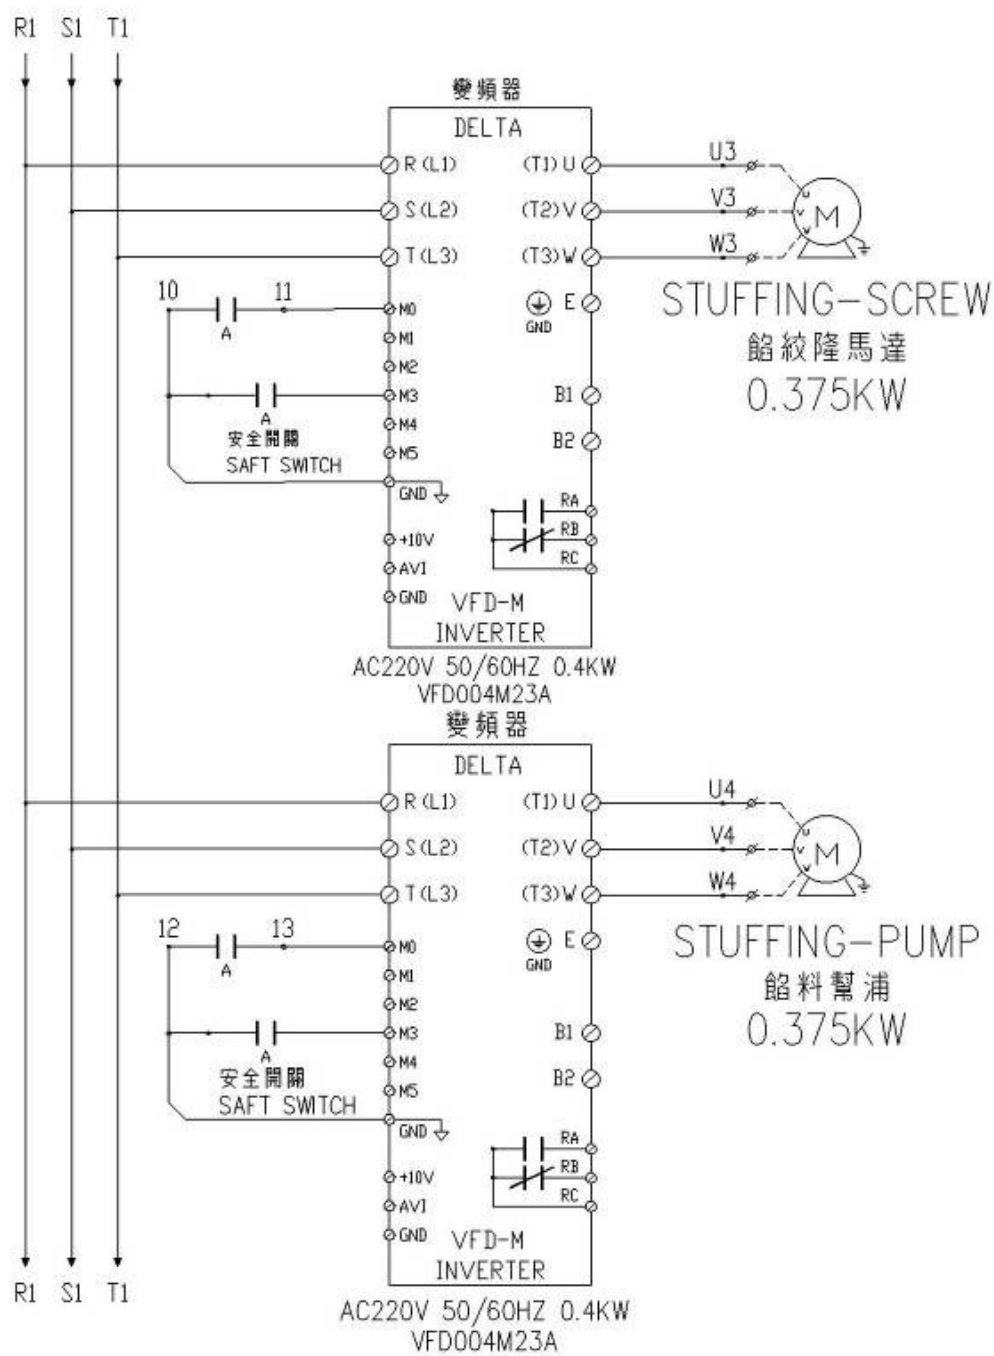 R1 S1 T1
變頻器
DELTA
R (L1) (T1) U U3
S (L2) (T2) V V3 M
T (L3) (T3) W W3
10 11 M0 E
A GND
STUFFING-SCREW
餡絞隆馬達
0.375KW
M1
M2
M3 B1
A
安全開關 M4
SAFT SWITCH M5 B2
GND
RA
+10V RB
AVI RC
GND VFD-M
INVERTER
AC220V 50/60HZ 0.4KW
VFD004M23A
變頻器
DELTA
R (L1) (T1) U U4
S (L2) (T2) V V4 M
T (L3) (T3) W W4
12 13 M0 E
A GND
STUFFING-PUMP
餡料幫浦
0.375KW
M1
M2
M3 B1
A
安全開關 M4
SAFT SWITCH M5 B2
GND
RA
+10V RB
AVI RC
GND VFD-M
INVERTER
R1 S1 T1
AC220V 50/60HZ 0.4KW
VFD004M23A